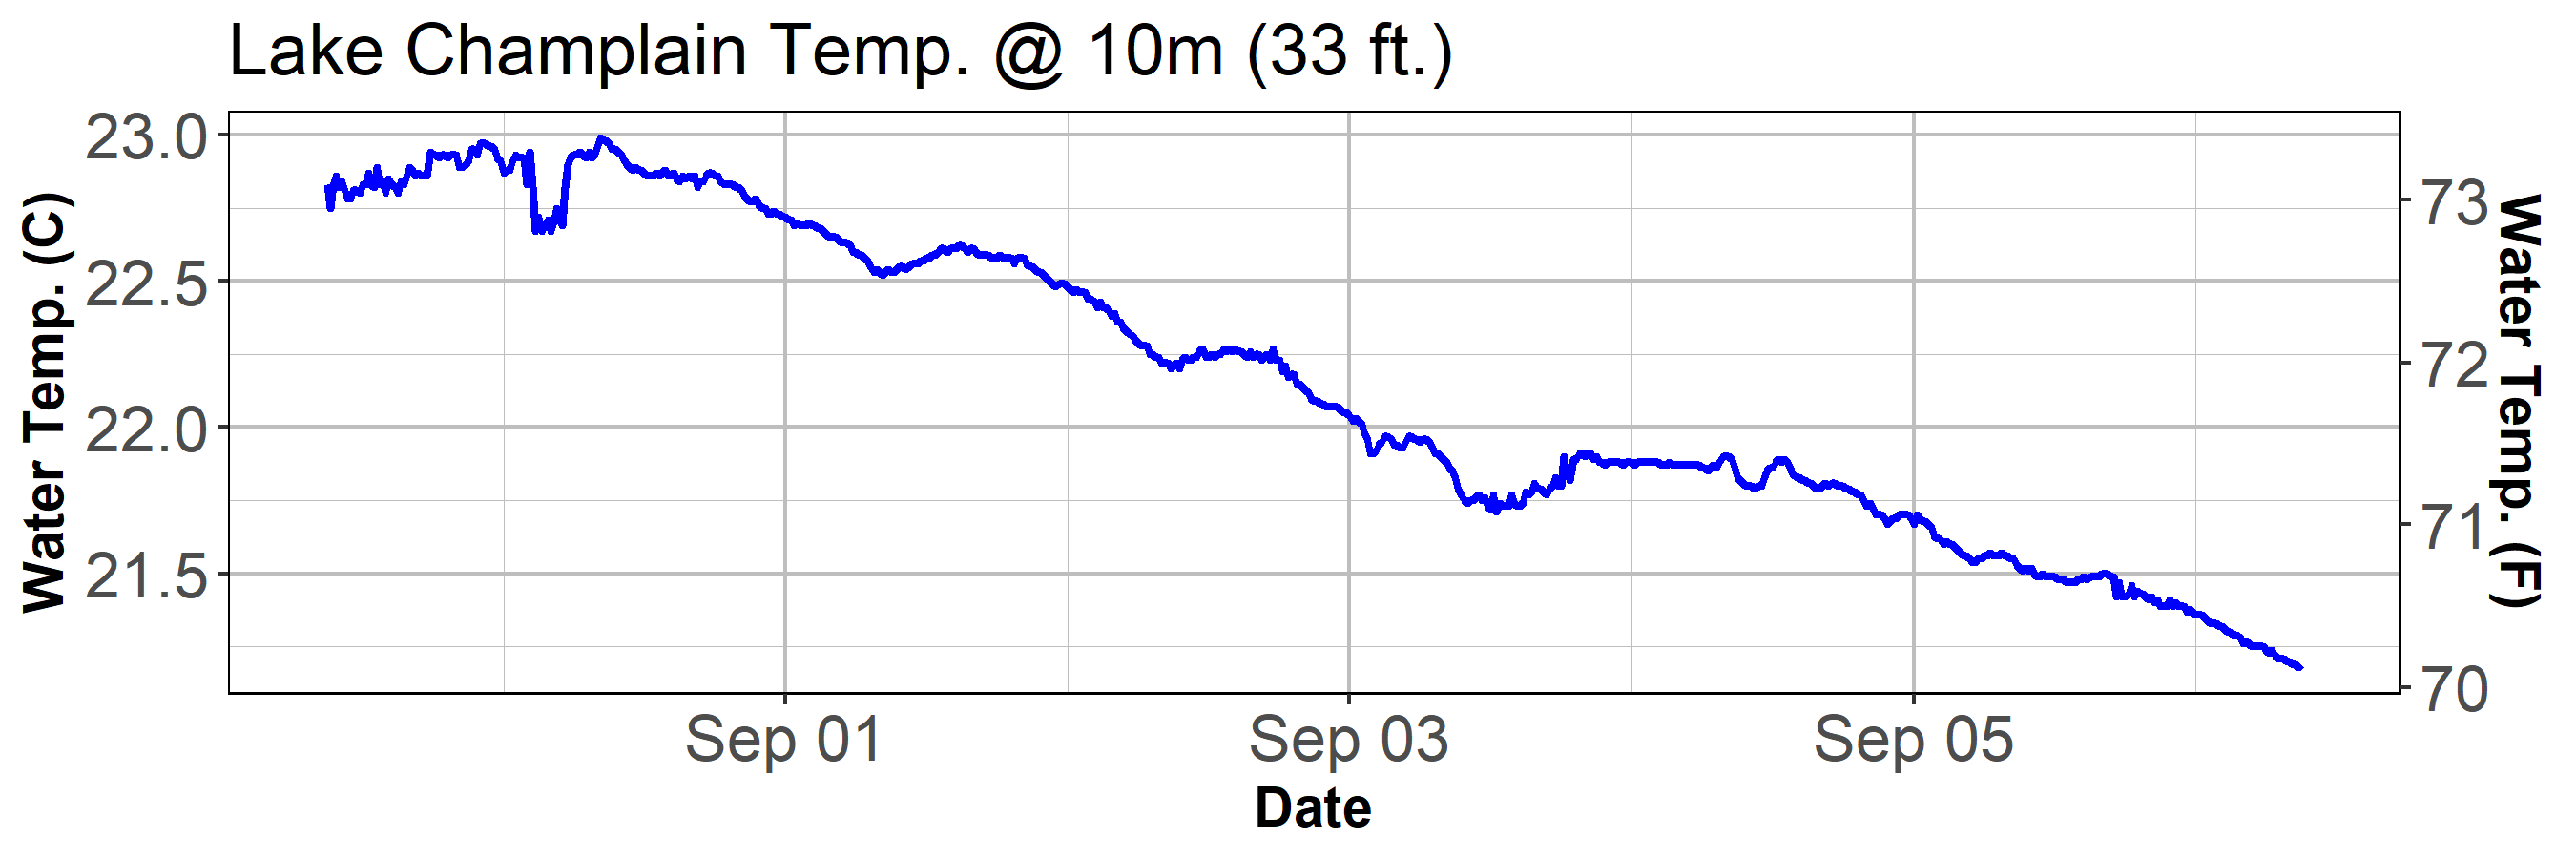 Lake Champlain Temp. @ 10m (33 ft.)
Water Temp. (C)
23.0
22.5
22.0
21.5
73
72
71
70
Water Temp. (F)
Sep 01 Sep 03 Sep 05
Date